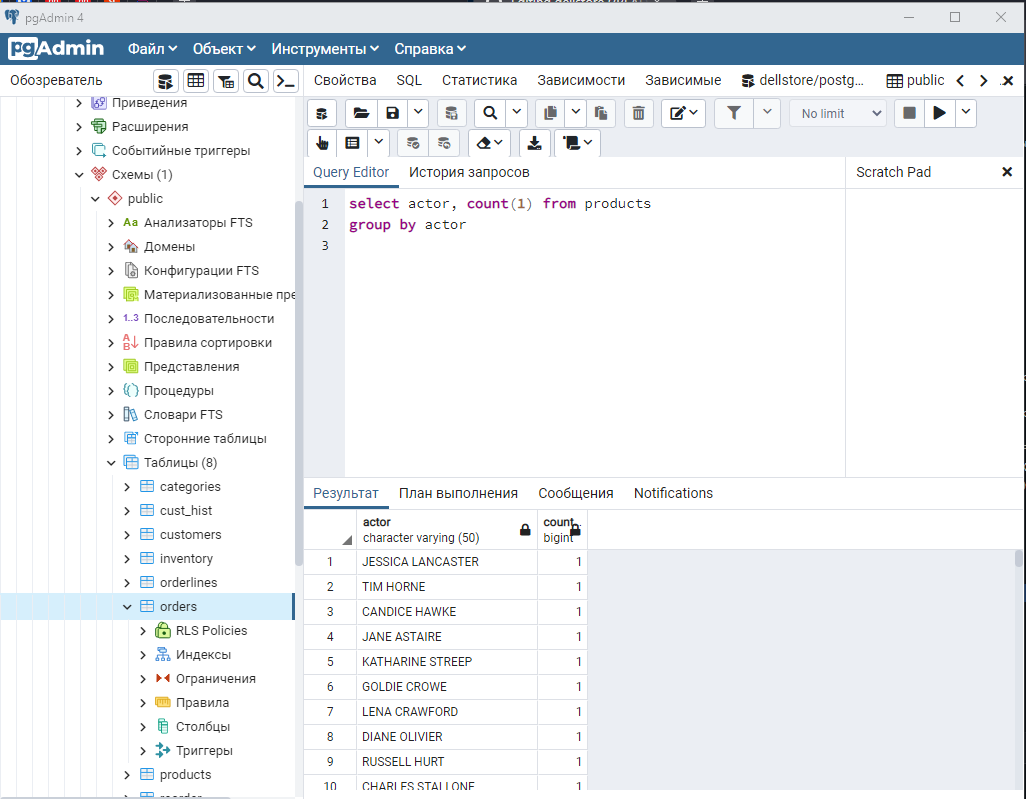 pgAdmin 4
pgAdmin Файл Объект Инструменты Справка
Обозреватель
Свойства SQL Статистика Зависимости Зависимые dellstore/postg... public
Приведения
Расширения
Событийные триггеры
Схемы (1)
public
Aa Анализаторы FTS
Домены
Конфигурации FTS
Материализованные пре
1..3 Последовательности
Правила сортировки
Представления
Процедуры
Словари FTS
Сторонние таблицы
Таблицы (8)
categories
cust_hist
customers
inventory
orderlines
orders
RLS Policies
Индексы
Ограничения
Правила
Столбцы
Триггеры
products
No limit
Query Editor История запросов
Scratch Pad
1 select actor, count(1) from products
2 group by actor
3
Результат План выполнения Сообщения Notifications
actor count
character varying (50) bigint
1 JESSICA LANCASTER 1
2 TIM HORNE 1
3 CANDICE HAWKE 1
4 JANE ASTAIRE 1
5 KATHARINE STREEP 1
6 GOLDIE CROWE 1
7 LENA CRAWFORD 1
8 DIANE OLIVIER 1
9 RUSSELL HURT 1
10 CHARLES STALLONE 1